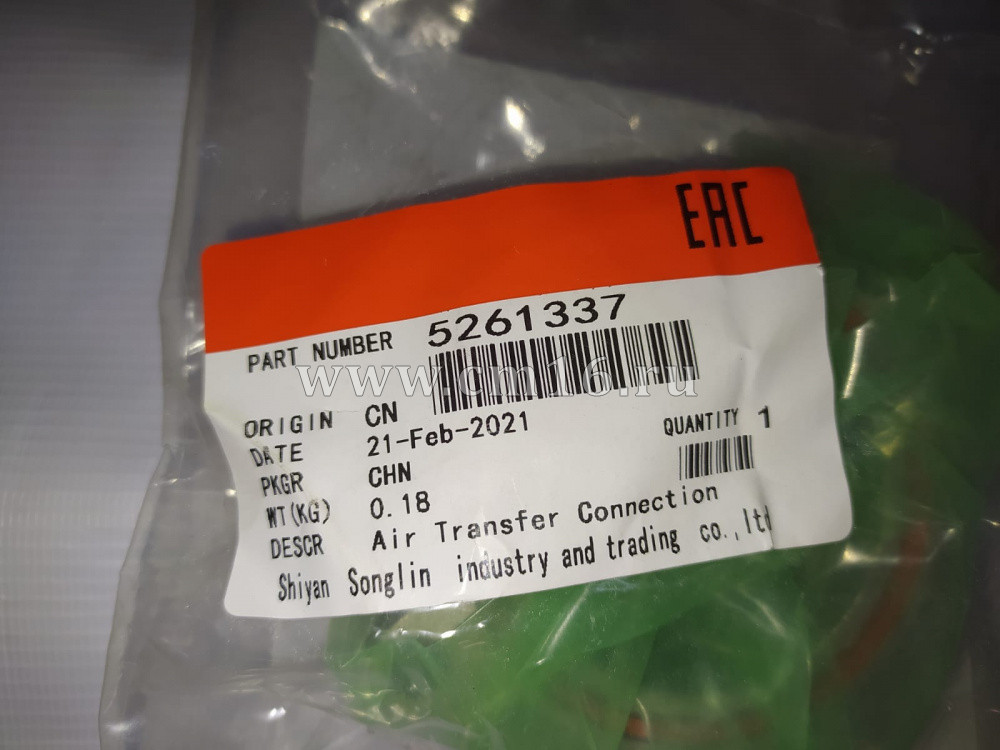 EAC
PART NUMBER 5261337
www.cm16.ru
ORIGIN CN
DATE 21-Feb-2021
QUANTITY 1
PKGR CHN
WT(KG) 0.18
DESCR Air Transfer Connection
Shiyan Songlin industry and trading co.,ltd